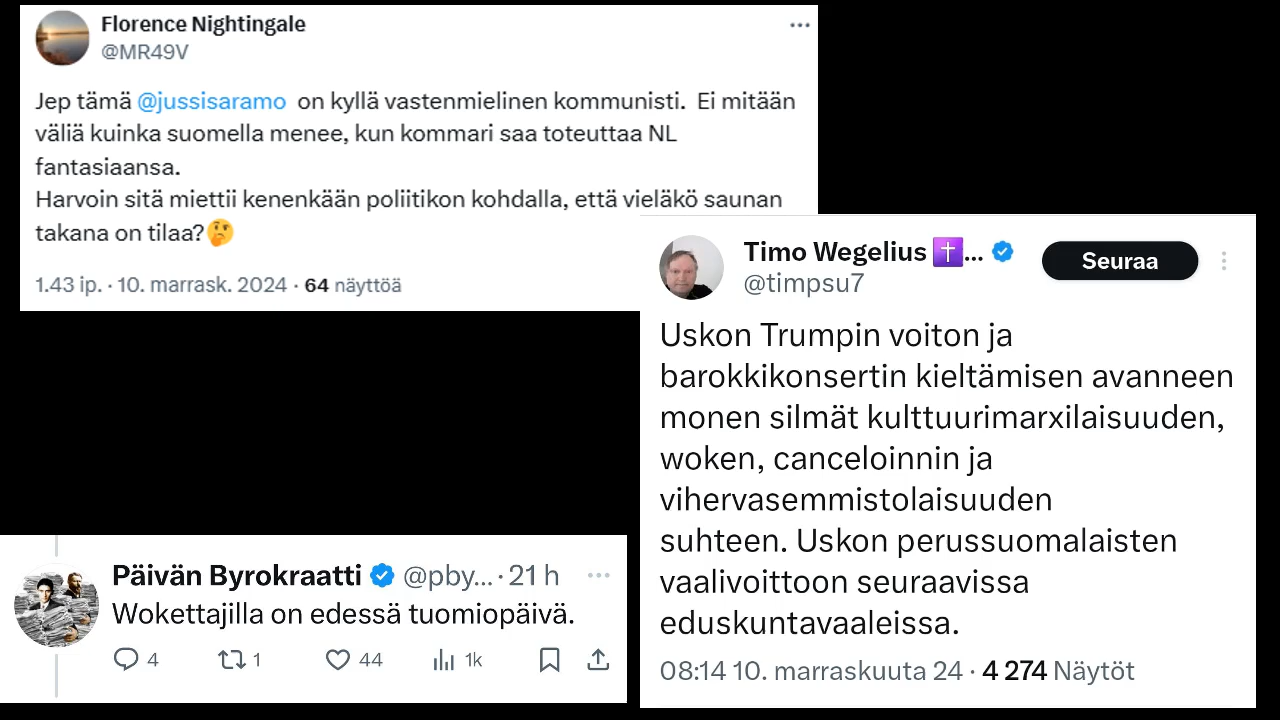 Florence Nightingale
@MR49V
Jep tämä @jussisaramo on kyllä vastenmielinen kommunisti. Ei mitään
väliä kuinka suomella menee, kun kommari saa toteuttaa NL
fantasiaansa.
Harvoin sitä miettii kenenkään poliitikon kohdalla, että vieläkö saunan
takana on tilaa?🤔
1.43 ip. · 10. marrask. 2024 · 64 näyttöä
Timo Wegelius ✝️...
Seuraa
@timpsu7
Uskon Trumpin voiton ja
barokkikonsertin kieltämisen avanneen
monen silmät kulttuurimarxilaisuuden,
woken, canceloinnin ja
vihervasemmistolaisuuden
suhteen. Uskon perussuomalaisten
vaalivoittoon seuraavissa
eduskuntavaaleissa.
08:14 10. marraskuuta 24 · 4 274 Näytöt
Päivän Byrokraatti @pby... · 21 h
Wokettajilla on edessä tuomiopäivä.
4 1 44 1k